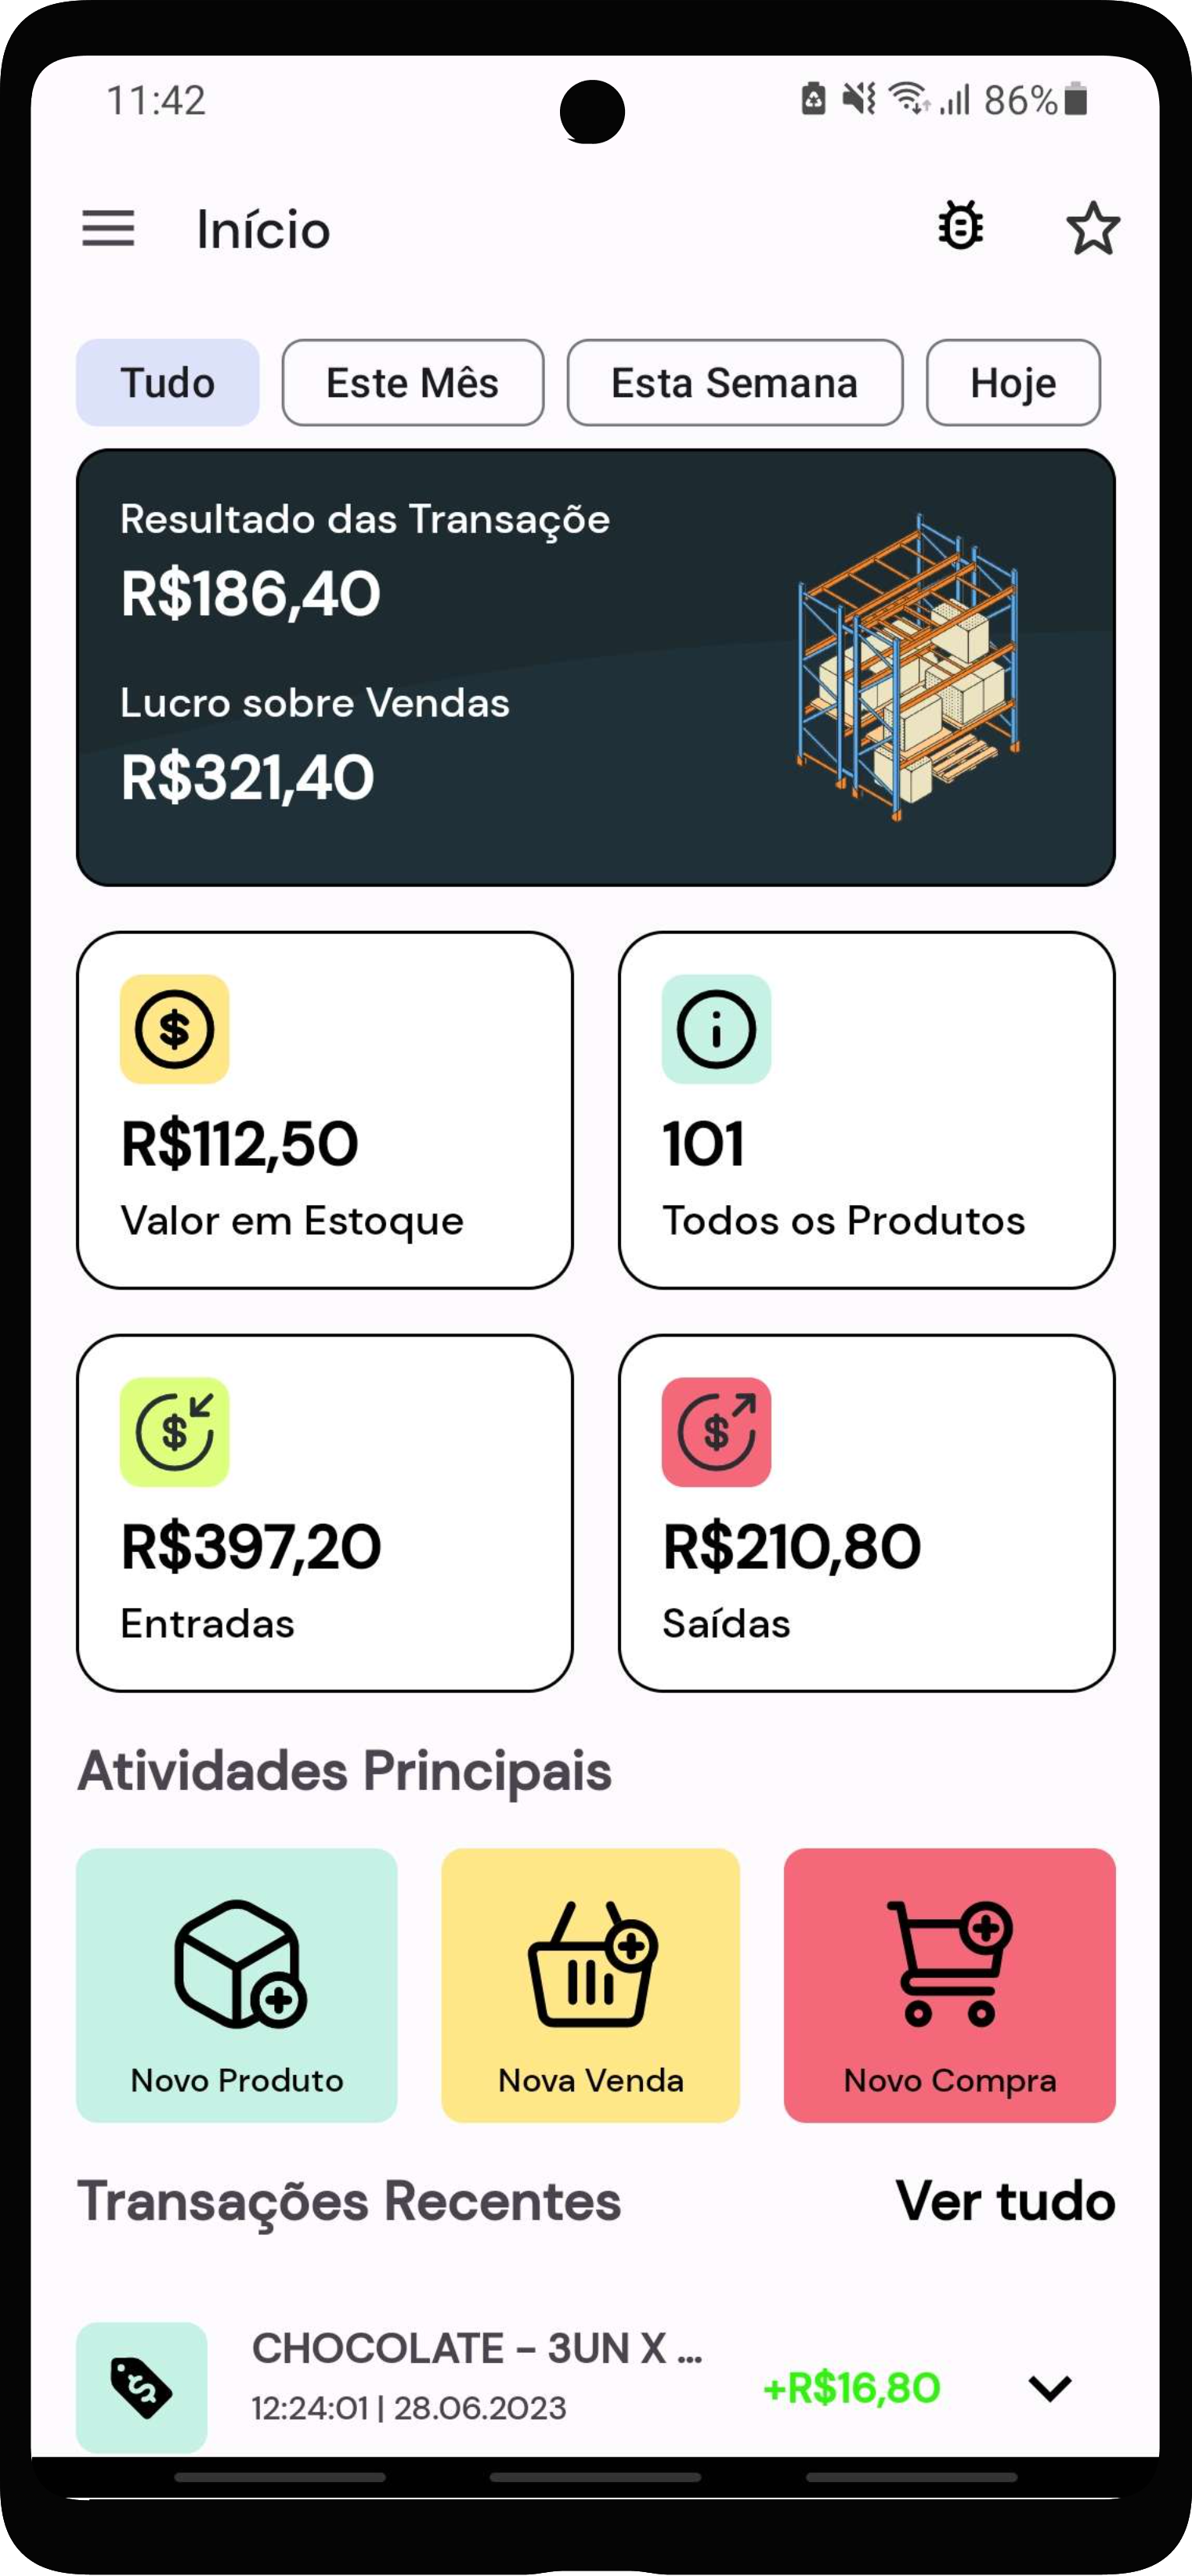 11:42
86%
Início
Tudo
Este Mês
Esta Semana
Hoje
Resultado das Transaçõe
R$186,40
Lucro sobre Vendas
R$321,40
R$112,50
Valor em Estoque
101
Todos os Produtos
R$397,20
Entradas
R$210,80
Saídas
Atividades Principais
Novo Produto
Nova Venda
Novo Compra
Transações Recentes
Ver tudo
CHOCOLATE - 3UN X ...
12:24:01 | 28.06.2023
+R$16,80